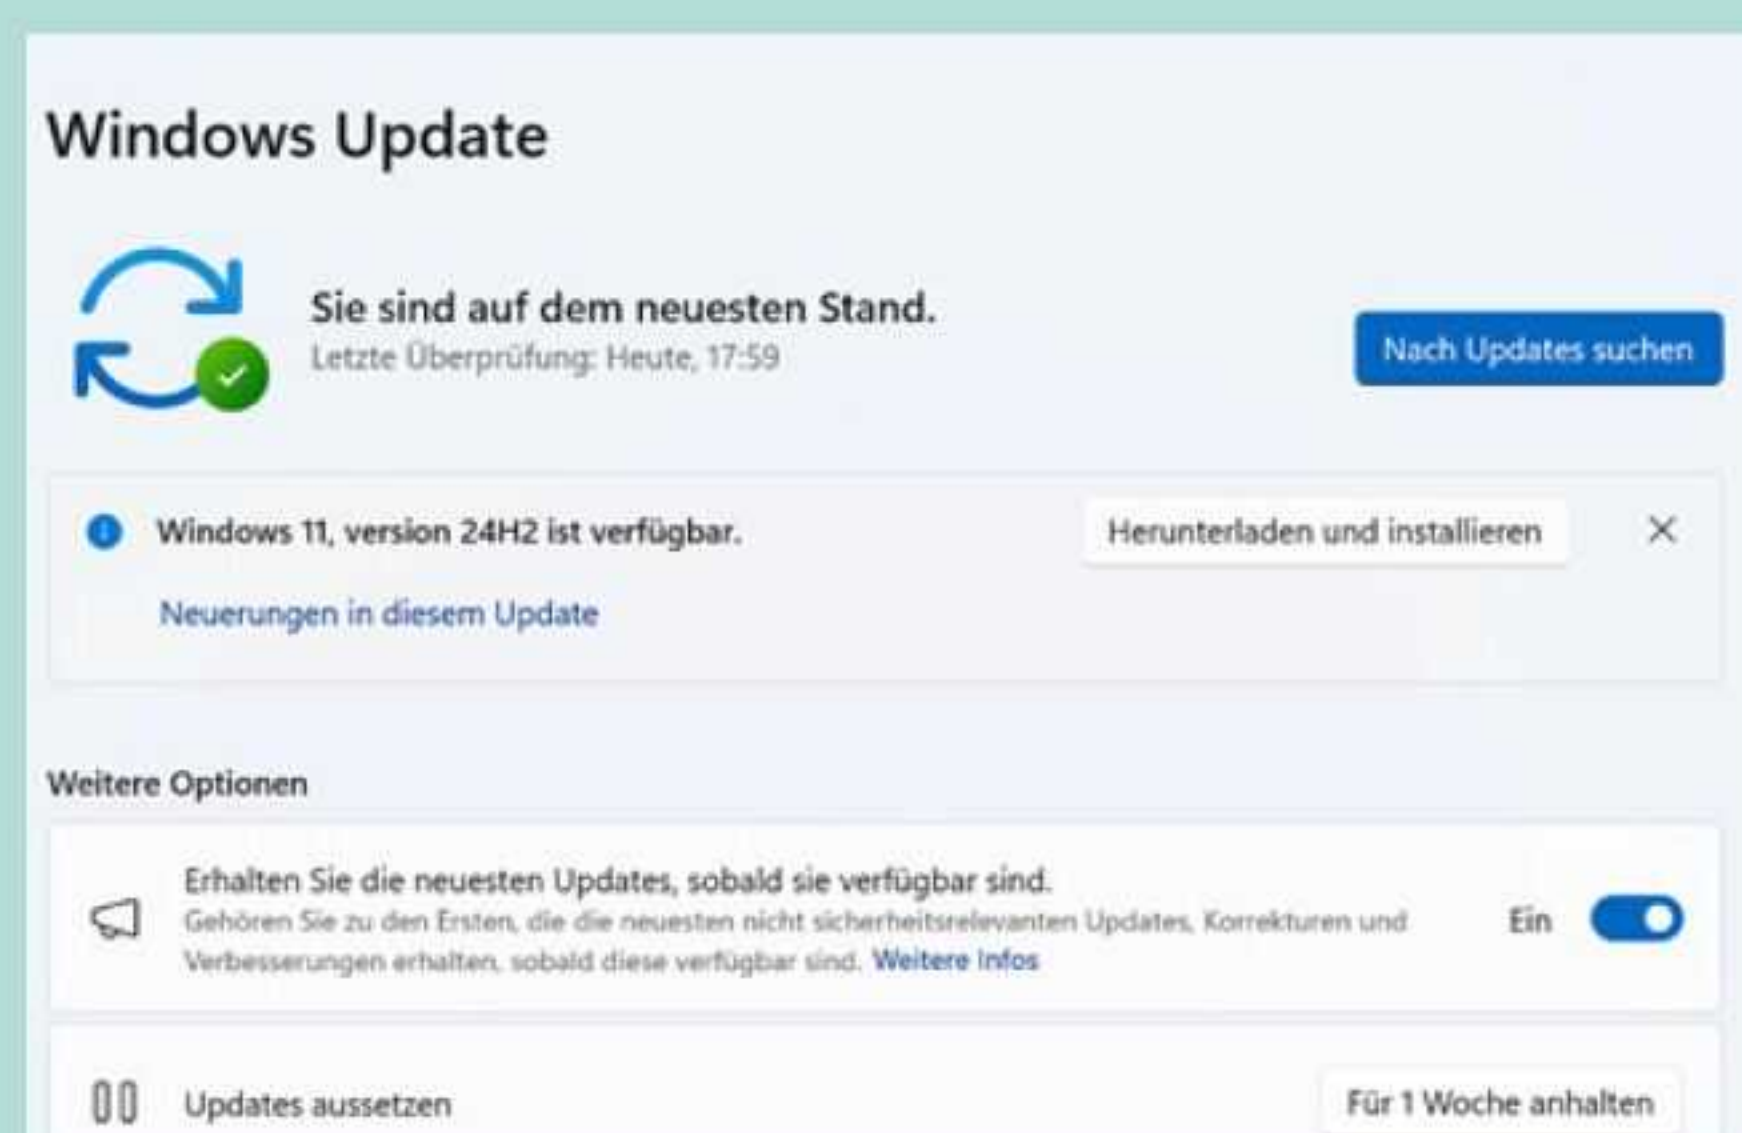 Windows Update
Sie sind auf dem neuesten Stand.
Letzte Überprüfung: Heute, 17:59
Nach Updates suchen
Windows 11, version 24H2 ist verfügbar.
Herunterladen und installieren
Neuerungen in diesem Update
Weitere Optionen
Erhalten Sie die neuesten Updates, sobald sie verfügbar sind.
Gehören Sie zu den Ersten, die die neuesten nicht sicherheitsrelevanten Updates, Korrekturen und
Verbesserungen erhalten, sobald diese verfügbar sind. Weitere Infos
Ein
Updates aussetzen
Für 1 Woche anhalten